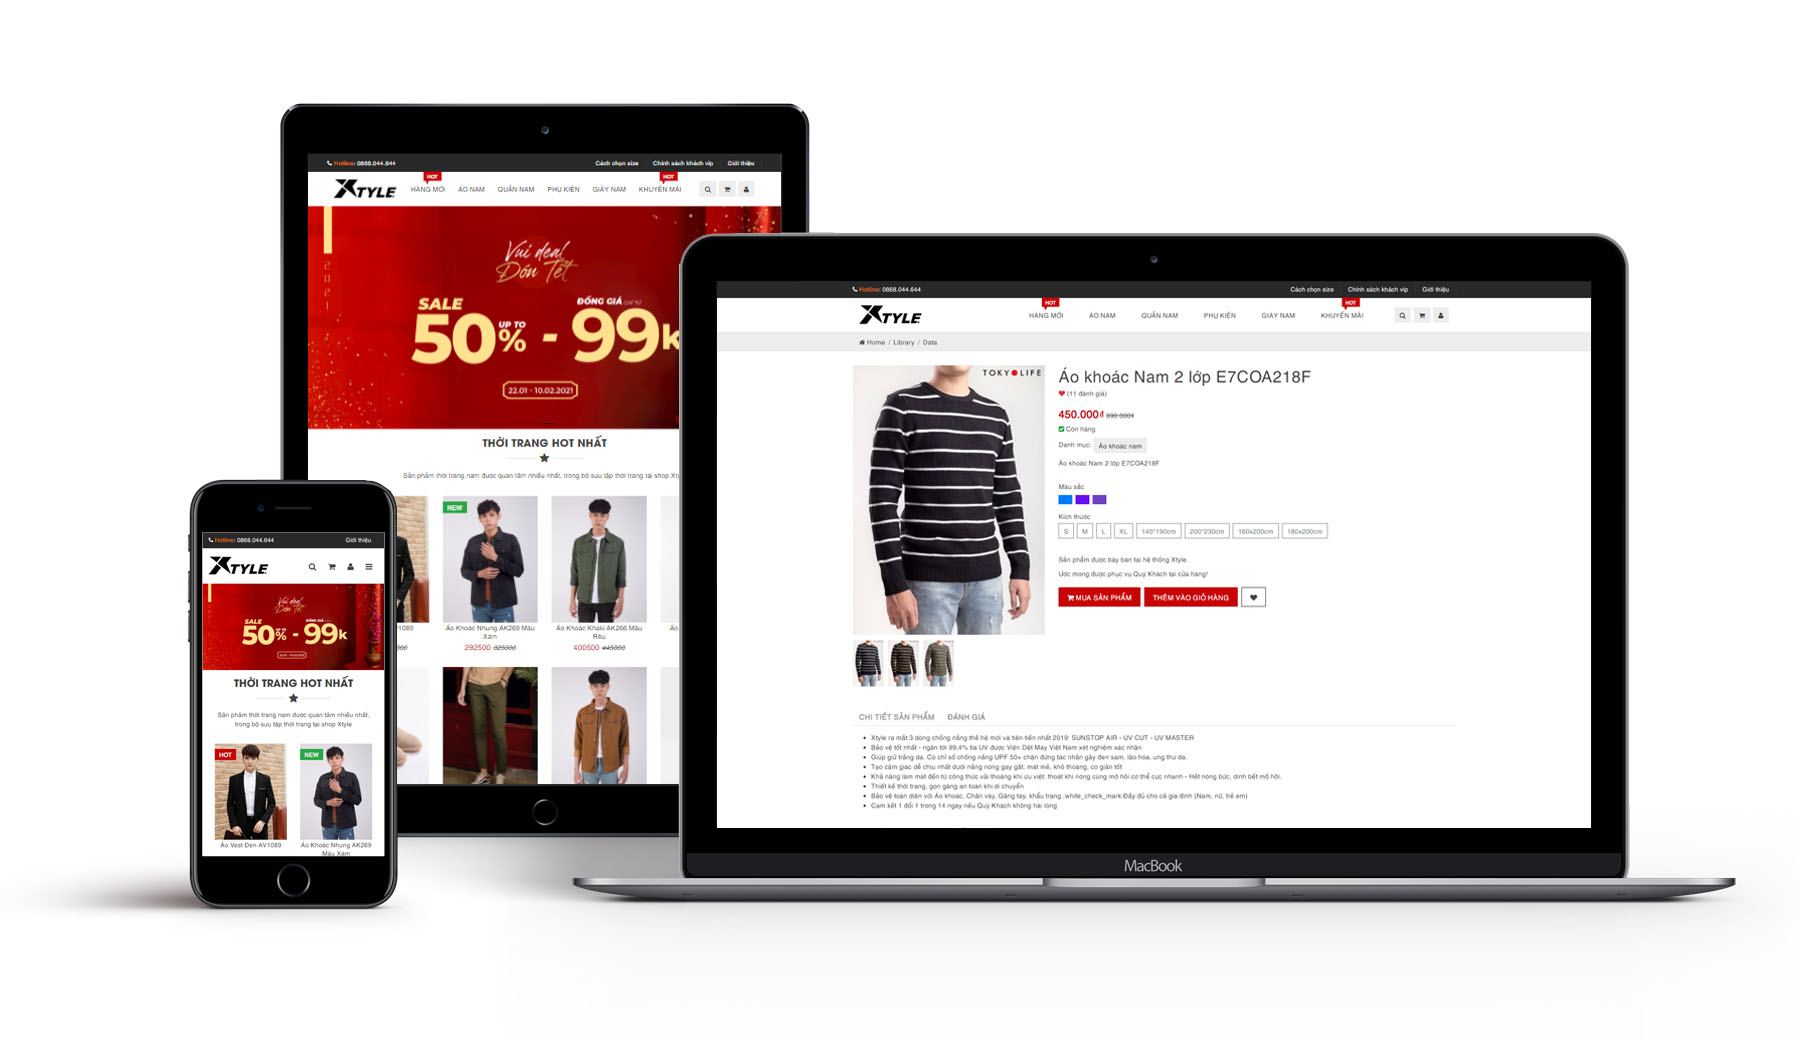 Hotline: 0868.044.644
Cách chọn size
Chính sách khách vip
Giới thiệu
XTYLE
HOT
HÀNG MỚI
ÁO NAM
QUẦN NAM
PHỤ KIỆN
GIÀY NAM
HOT
KHUYẾN MÃI
2021
Vui deal
Đón Tết
SALE
50%
UP TO
- 99k
ĐỒNG GIÁ CHỈ TỪ
22.01 - 10.02.2021
THỜI TRANG HOT NHẤT
Sản phẩm thời trang nam được quan tâm nhiều nhất, trong bộ sưu tập thời trang tại shop Xty
NEW
1089
Áo Khoác Nhung AK269 Màu
Xám
292500 325000
Áo Khoác Khaki AK266 Màu
Rêu
400500 445000
Hotline: 0868.044.644
Giới thiệu
XTYLE
Vui deal
Đón Tết
SALE
50%
UP TO
- 99k
ĐỒNG GIÁ
THỜI TRANG HOT NHẤT
Sản phẩm thời trang nam được quan tâm nhiều nhất,
trong bộ sưu tập thời trang tại shop Xtyle
HOT
NEW
Áo Vest Đen AV1089
Áo Khoác Nhung AK269
Màu Xám
Hotline: 0868.044.644
Cách chọn size
Chính sách khách vip
Giới thiệu
XTYLE
HOT
HÀNG MỚI
ÁO NAM
QUẦN NAM
PHỤ KIỆN
GIÀY NAM
HOT
KHUYẾN MÃI
Home / Library / Data
TOKYOLIFE
Áo khoác Nam 2 lớp E7COA218F
(11 đánh giá)
450.000₫ 890.000₫
Còn hàng
Danh mục: Áo khoác nam
Áo khoác Nam 2 lớp E7COA218F
Màu sắc
Kích thước
S M L XL 140*190cm 200*230cm 160x200cm 180x200cm
Sản phẩm được bày bán tại hệ thống Xtyle.
Ước mong được phục vụ Quý Khách tại cửa hàng!
MUA SẢN PHẨM
THÊM VÀO GIỎ HÀNG
CHI TIẾT SẢN PHẨM
ĐÁNH GIÁ
Xtyle ra mắt 3 dòng chống nắng thế hệ mới và tiên tiến nhất 2019: SUNSTOP AIR - UV CUT - UV MASTER
Bảo vệ tốt nhất - ngăn tới 99,4% tia UV được Viện Dệt May Việt Nam xét nghiệm xác nhận
Giúp giữ trắng da. Có chỉ số chống nắng UPF 50+ chặn đứng tác nhân gây đen sạm, lão hóa, ung thư da.
Tạo cảm giác dễ chịu nhất dưới nắng nóng gay gắt: mát mẻ, khô thoáng, co giãn tốt
Khả năng làm mát đến từ công thức vải thoáng khí ưu việt: thoát khí nóng cùng mồ hôi cơ thể cực nhanh - Hết nóng bức, dính bết mồ hôi.
Thiết kế thời trang, gọn gàng an toàn khi di chuyển
Bảo vệ toàn diện với Áo khoác, Chân váy, Găng tay, khẩu trang ;white_check_mark:Đầy đủ cho cả gia đình (Nam, nữ, trẻ em)
Cam kết 1 đổi 1 trong 14 ngày nếu Quý Khách không hài lòng
MacBook